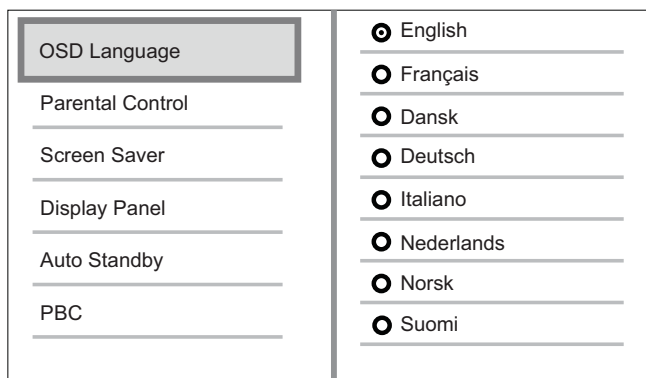 OSD Language
Parental Control
Screen Saver
Display Panel
Auto Standby
PBC
English
Français
Dansk
Deutsch
Italiano
Nederlands
Norsk
Suomi